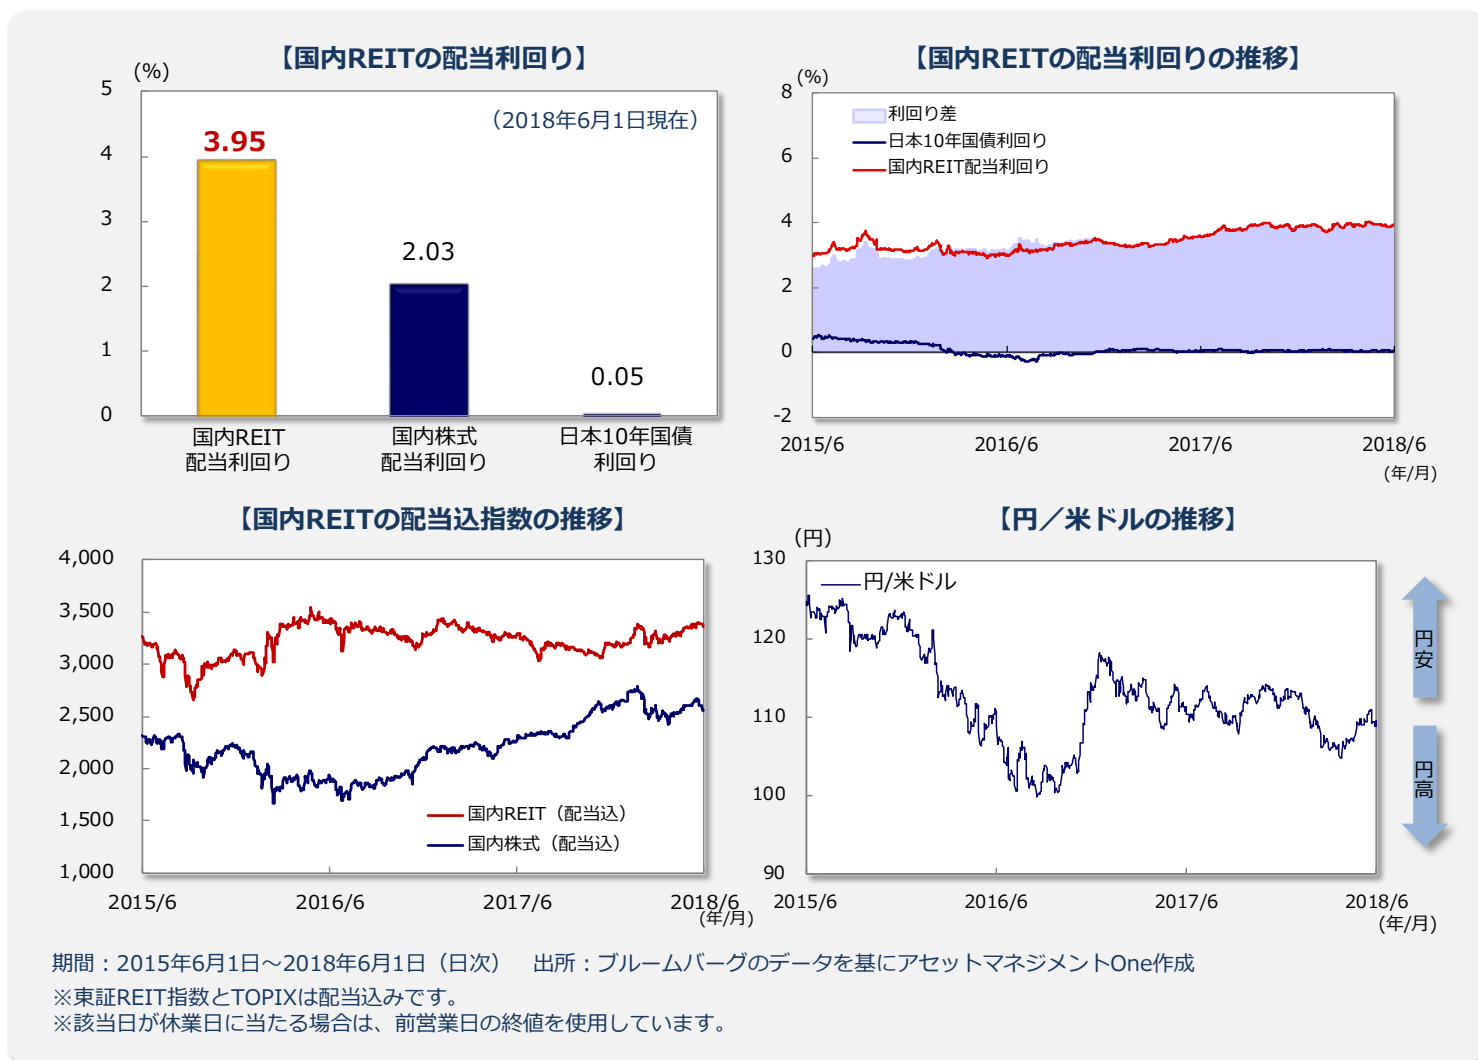 【国内REITの配当利回り】
(%)
5
4
3
2
1
0
（2018年6月1日現在）
3.95
2.03
0.05
国内REIT
配当利回り
国内株式
配当利回り
日本10年国債
利回り
【国内REITの配当利回りの推移】
(%)
8
6
4
2
0
-2
利回り差
日本10年国債利回り
国内REIT配当利回り
2015/6
2016/6
2017/6
2018/6
(年/月)
【国内REITの配当込指数の推移】
4,000
3,500
3,000
2,500
2,000
1,500
1,000
国内REIT（配当込）
国内株式（配当込）
2015/6
2016/6
2017/6
2018/6
(年/月)
【円／米ドルの推移】
(円)
130
120
110
100
90
円/米ドル
円安
円高
2015/6
2016/6
2017/6
2018/6
(年/月)
期間：2015年6月1日～2018年6月1日（日次）　出所：ブルームバーグのデータを基にアセットマネジメントOne作成
※東証REIT指数とTOPIXは配当込みです。
※該当日が休業日に当たる場合は、前営業日の終値を使用しています。